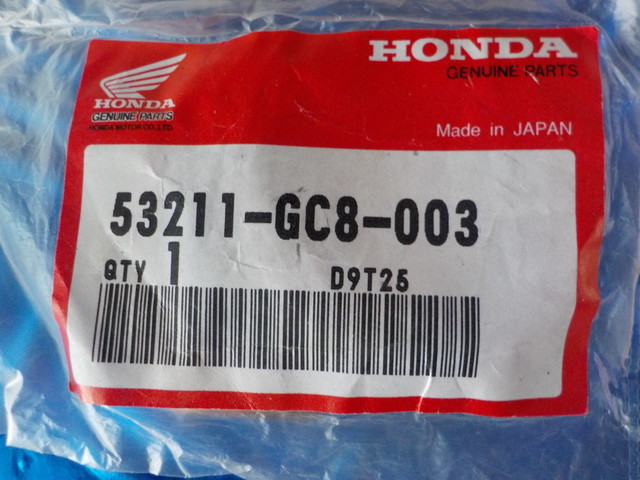 HONDA
GENUINE PARTS
HONDA
GENUINE PARTS
HONDA MOTOR CO.,LTD.
Made in JAPAN
53211-GC8-003
QTY 1 D9T25